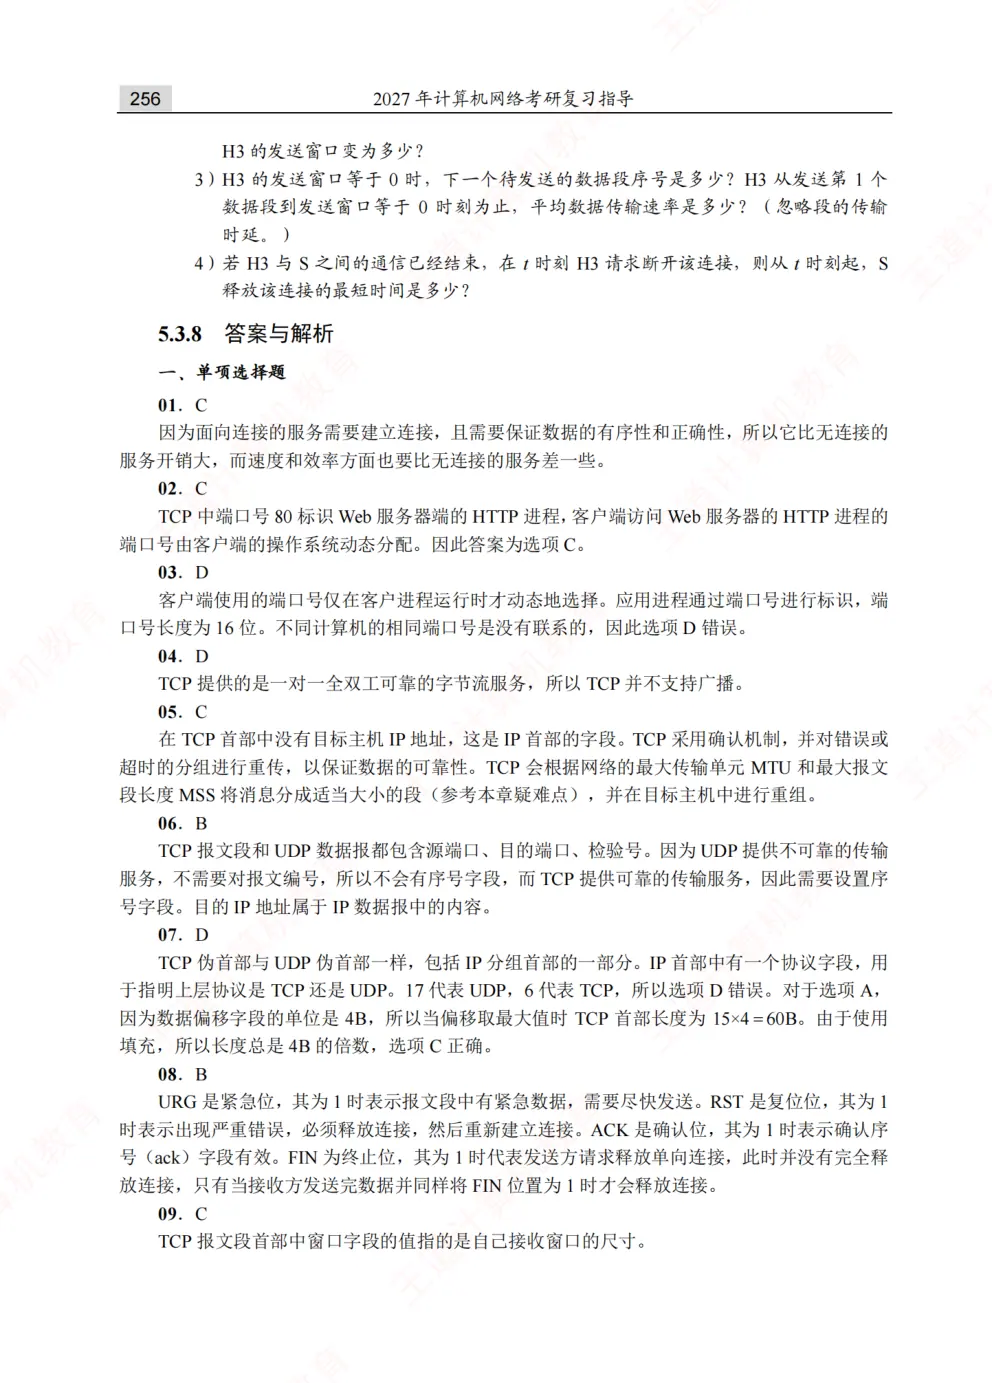 256
2027 年计算机网络考研复习指导
H3 的发送窗口变为多少？
3）H3 的发送窗口等于 0 时，下一个待发送的数据段序号是多少？H3 从发送第 1 个
数据段到发送窗口等于 0 时刻为止，平均数据传输速率是多少？（忽略段的传输
时延。）
4）若 H3 与 S 之间的通信已经结束，在 t 时刻 H3 请求断开该连接，则从 t 时刻起，S
释放该连接的最短时间是多少？
5.3.8 答案与解析
一、单项选择题
01．C
因为面向连接的服务需要建立连接，且需要保证数据的有序性和正确性，所以它比无连接的
服务开销大，而速度和效率方面也要比无连接的服务差一些。
02．C
TCP 中端口号 80 标识 Web 服务器端的 HTTP 进程，客户端访问 Web 服务器的 HTTP 进程的
端口号由客户端的操作系统动态分配。因此答案为选项 C。
03．D
客户端使用的端口号仅在客户进程运行时才动态地选择。应用进程通过端口号进行标识，端
口号长度为 16 位。不同计算机的相同端口号是没有联系的，因此选项 D 错误。
04．D
TCP 提供的是一对一全双工可靠的字节流服务，所以 TCP 并不支持广播。
05．C
在 TCP 首部中没有目标主机 IP 地址，这是 IP 首部的字段。TCP 采用确认机制，并对错误或
超时的分组进行重传，以保证数据的可靠性。TCP 会根据网络的最大传输单元 MTU 和最大报文
段长度 MSS 将消息分成适当大小的段（参考本章疑难点），并在目标主机中进行重组。
06．B
TCP 报文段和 UDP 数据报都包含源端口、目的端口、检验号。因为 UDP 提供不可靠的传输
服务，不需要对报文编号，所以不会有序号字段，而 TCP 提供可靠的传输服务，因此需要设置序
号字段。目的 IP 地址属于 IP 数据报中的内容。
07．D
TCP 伪首部与 UDP 伪首部一样，包括 IP 分组首部的一部分。IP 首部中有一个协议字段，用
于指明上层协议是 TCP 还是 UDP。17 代表 UDP，6 代表 TCP，所以选项 D 错误。对于选项 A，
因为数据偏移字段的单位是 4B，所以当偏移取最大值时 TCP 首部长度为 15×4 = 60B。由于使用
填充，所以长度总是 4B 的倍数，选项 C 正确。
08．B
URG 是紧急位，其为 1 时表示报文段中有紧急数据，需要尽快发送。RST 是复位位，其为 1
时表示出现严重错误，必须释放连接，然后重新建立连接。ACK 是确认位，其为 1 时表示确认序
号（ack）字段有效。FIN 为终止位，其为 1 时代表发送方请求释放单向连接，此时并没有完全释
放连接，只有当接收方发送完数据并同样将 FIN 位置为 1 时才会释放连接。
09．C
TCP 报文段首部中窗口字段的值指的是自己接收窗口的尺寸。